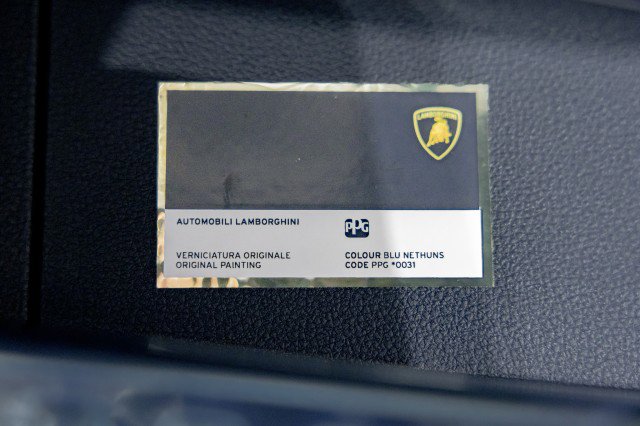 LAMBORGHINI
AUTOMOBILI LAMBORGHINI
PPG
VERNICIATURA ORIGINALE
ORIGINAL PAINTING
COLOUR BLU NETHUNS
CODE PPG *0031